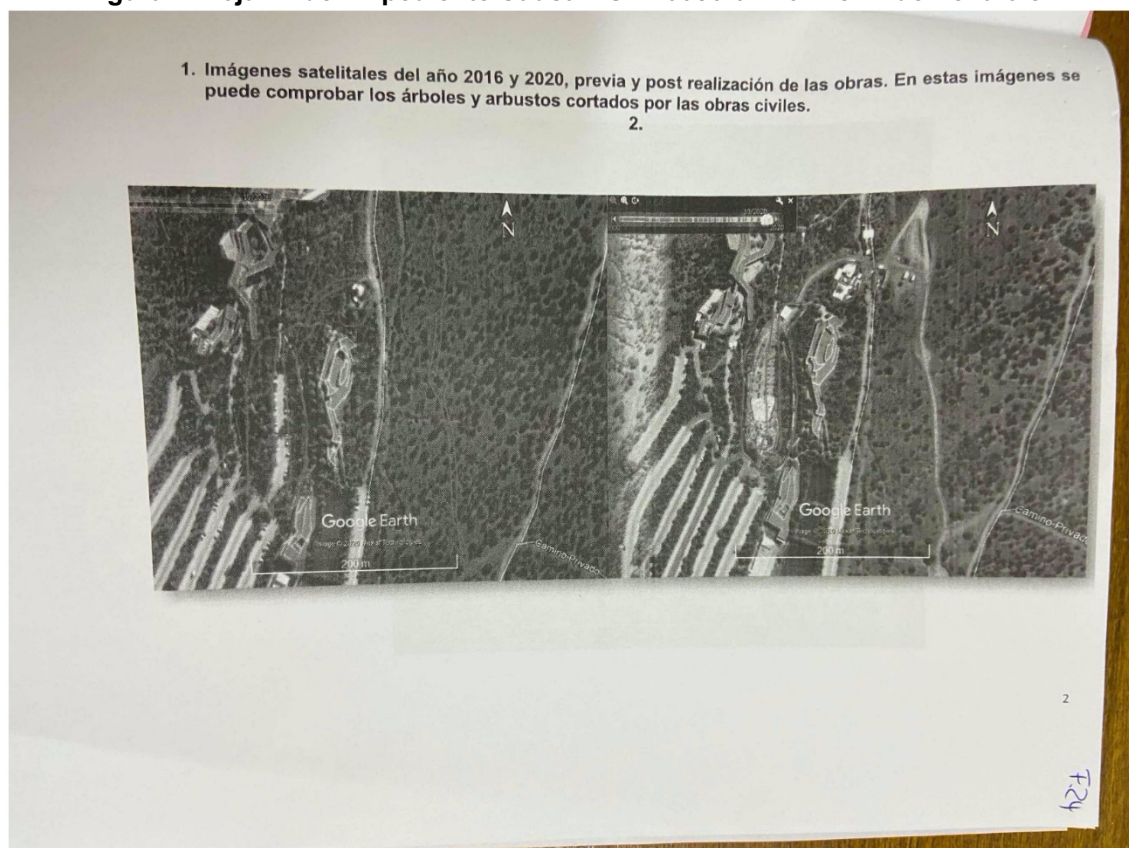 1. Imágenes satelitales del año 2016 y 2020, previa y post realización de las obras. En estas imágenes se
puede comprobar los árboles y arbustos cortados por las obras civiles.
2.
N
N
Google Earth
200 m
Camino-Privado
Google Earth
200 m
Camino-Privado
2
F.24